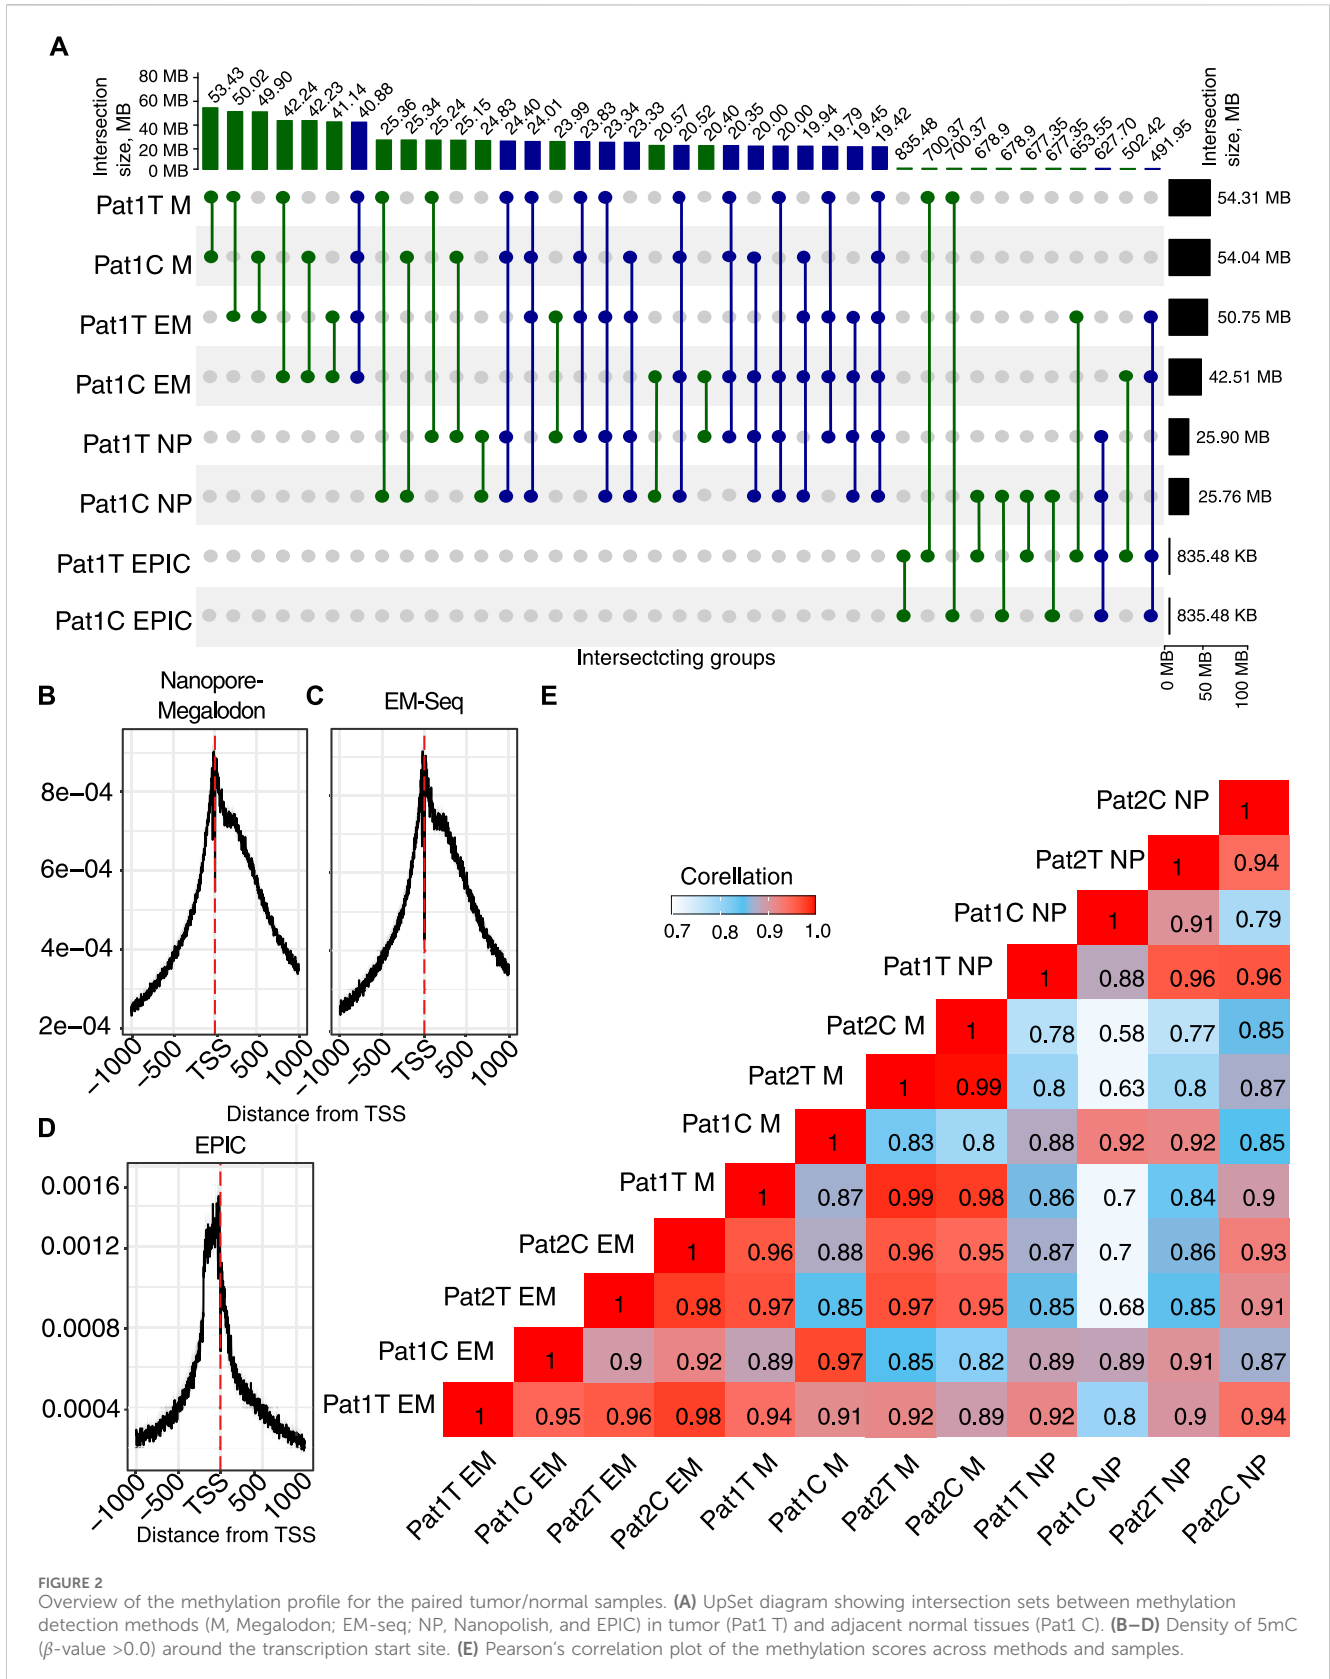 A
Intersection
size, MB
80 MB
60 MB
40 MB
20 MB
0 MB
53.43
50.02
49.90
42.24
42.23
41.14
40.88
25.36
25.34
25.24
25.15
24.83
24.40
24.01
23.99
23.83
23.34
23.33
20.57
20.52
20.40
20.35
20.00
20.00
19.94
19.79
19.45
19.42
835.48
700.37
700.37
678.9
678.9
677.35
677.35
653.55
627.70
502.42
491.95
Intersection
size, MB
Pat1T M
54.31 MB
Pat1C M
54.04 MB
Pat1T EM
50.75 MB
Pat1C EM
42.51 MB
Pat1T NP
25.90 MB
Pat1C NP
25.76 MB
Pat1T EPIC
835.48 KB
Pat1C EPIC
835.48 KB
Intersectcting groups
0 MB
50 MB
100 MB
B
Nanopore-
Megalodon
8e−04
6e−04
4e−04
2e−04
−1000
−500
TSS
500
1000
C
EM-Seq
−1000
−500
TSS
500
1000
Distance from TSS
D
EPIC
0.0016
0.0012
0.0008
0.0004
−1000
−500
TSS
500
1000
Distance from TSS
E
Corellation
0.7 0.8 0.9 1.0
Pat2C NP 1
Pat2T NP 1 0.94
Pat1C NP 1 0.91 0.79
Pat1T NP 1 0.88 0.96 0.96
Pat2C M 1 0.78 0.58 0.77 0.85
Pat2T M 1 0.99 0.8 0.63 0.8 0.87
Pat1C M 1 0.83 0.8 0.88 0.92 0.92 0.85
Pat1T M 1 0.87 0.99 0.98 0.86 0.7 0.84 0.9
Pat2C EM 1 0.96 0.88 0.96 0.95 0.87 0.7 0.86 0.93
Pat2T EM 1 0.98 0.97 0.85 0.97 0.95 0.85 0.68 0.85 0.91
Pat1C EM 1 0.9 0.92 0.89 0.97 0.85 0.82 0.89 0.89 0.91 0.87
Pat1T EM 1 0.95 0.96 0.98 0.94 0.91 0.92 0.89 0.92 0.8 0.9 0.94
Pat1T EM
Pat1C EM
Pat2T EM
Pat2C EM
Pat1T M
Pat1C M
Pat2T M
Pat2C M
Pat1T NP
Pat1C NP
Pat2T NP
Pat2C NP
FIGURE 2
Overview of the methylation profile for the paired tumor/normal samples. (A) UpSet diagram showing intersection sets between methylation
detection methods (M, Megalodon; EM-seq; NP, Nanopolish, and EPIC) in tumor (Pat1 T) and adjacent normal tissues (Pat1 C). (B–D) Density of 5mC
(β-value >0.0) around the transcription start site. (E) Pearson's correlation plot of the methylation scores across methods and samples.